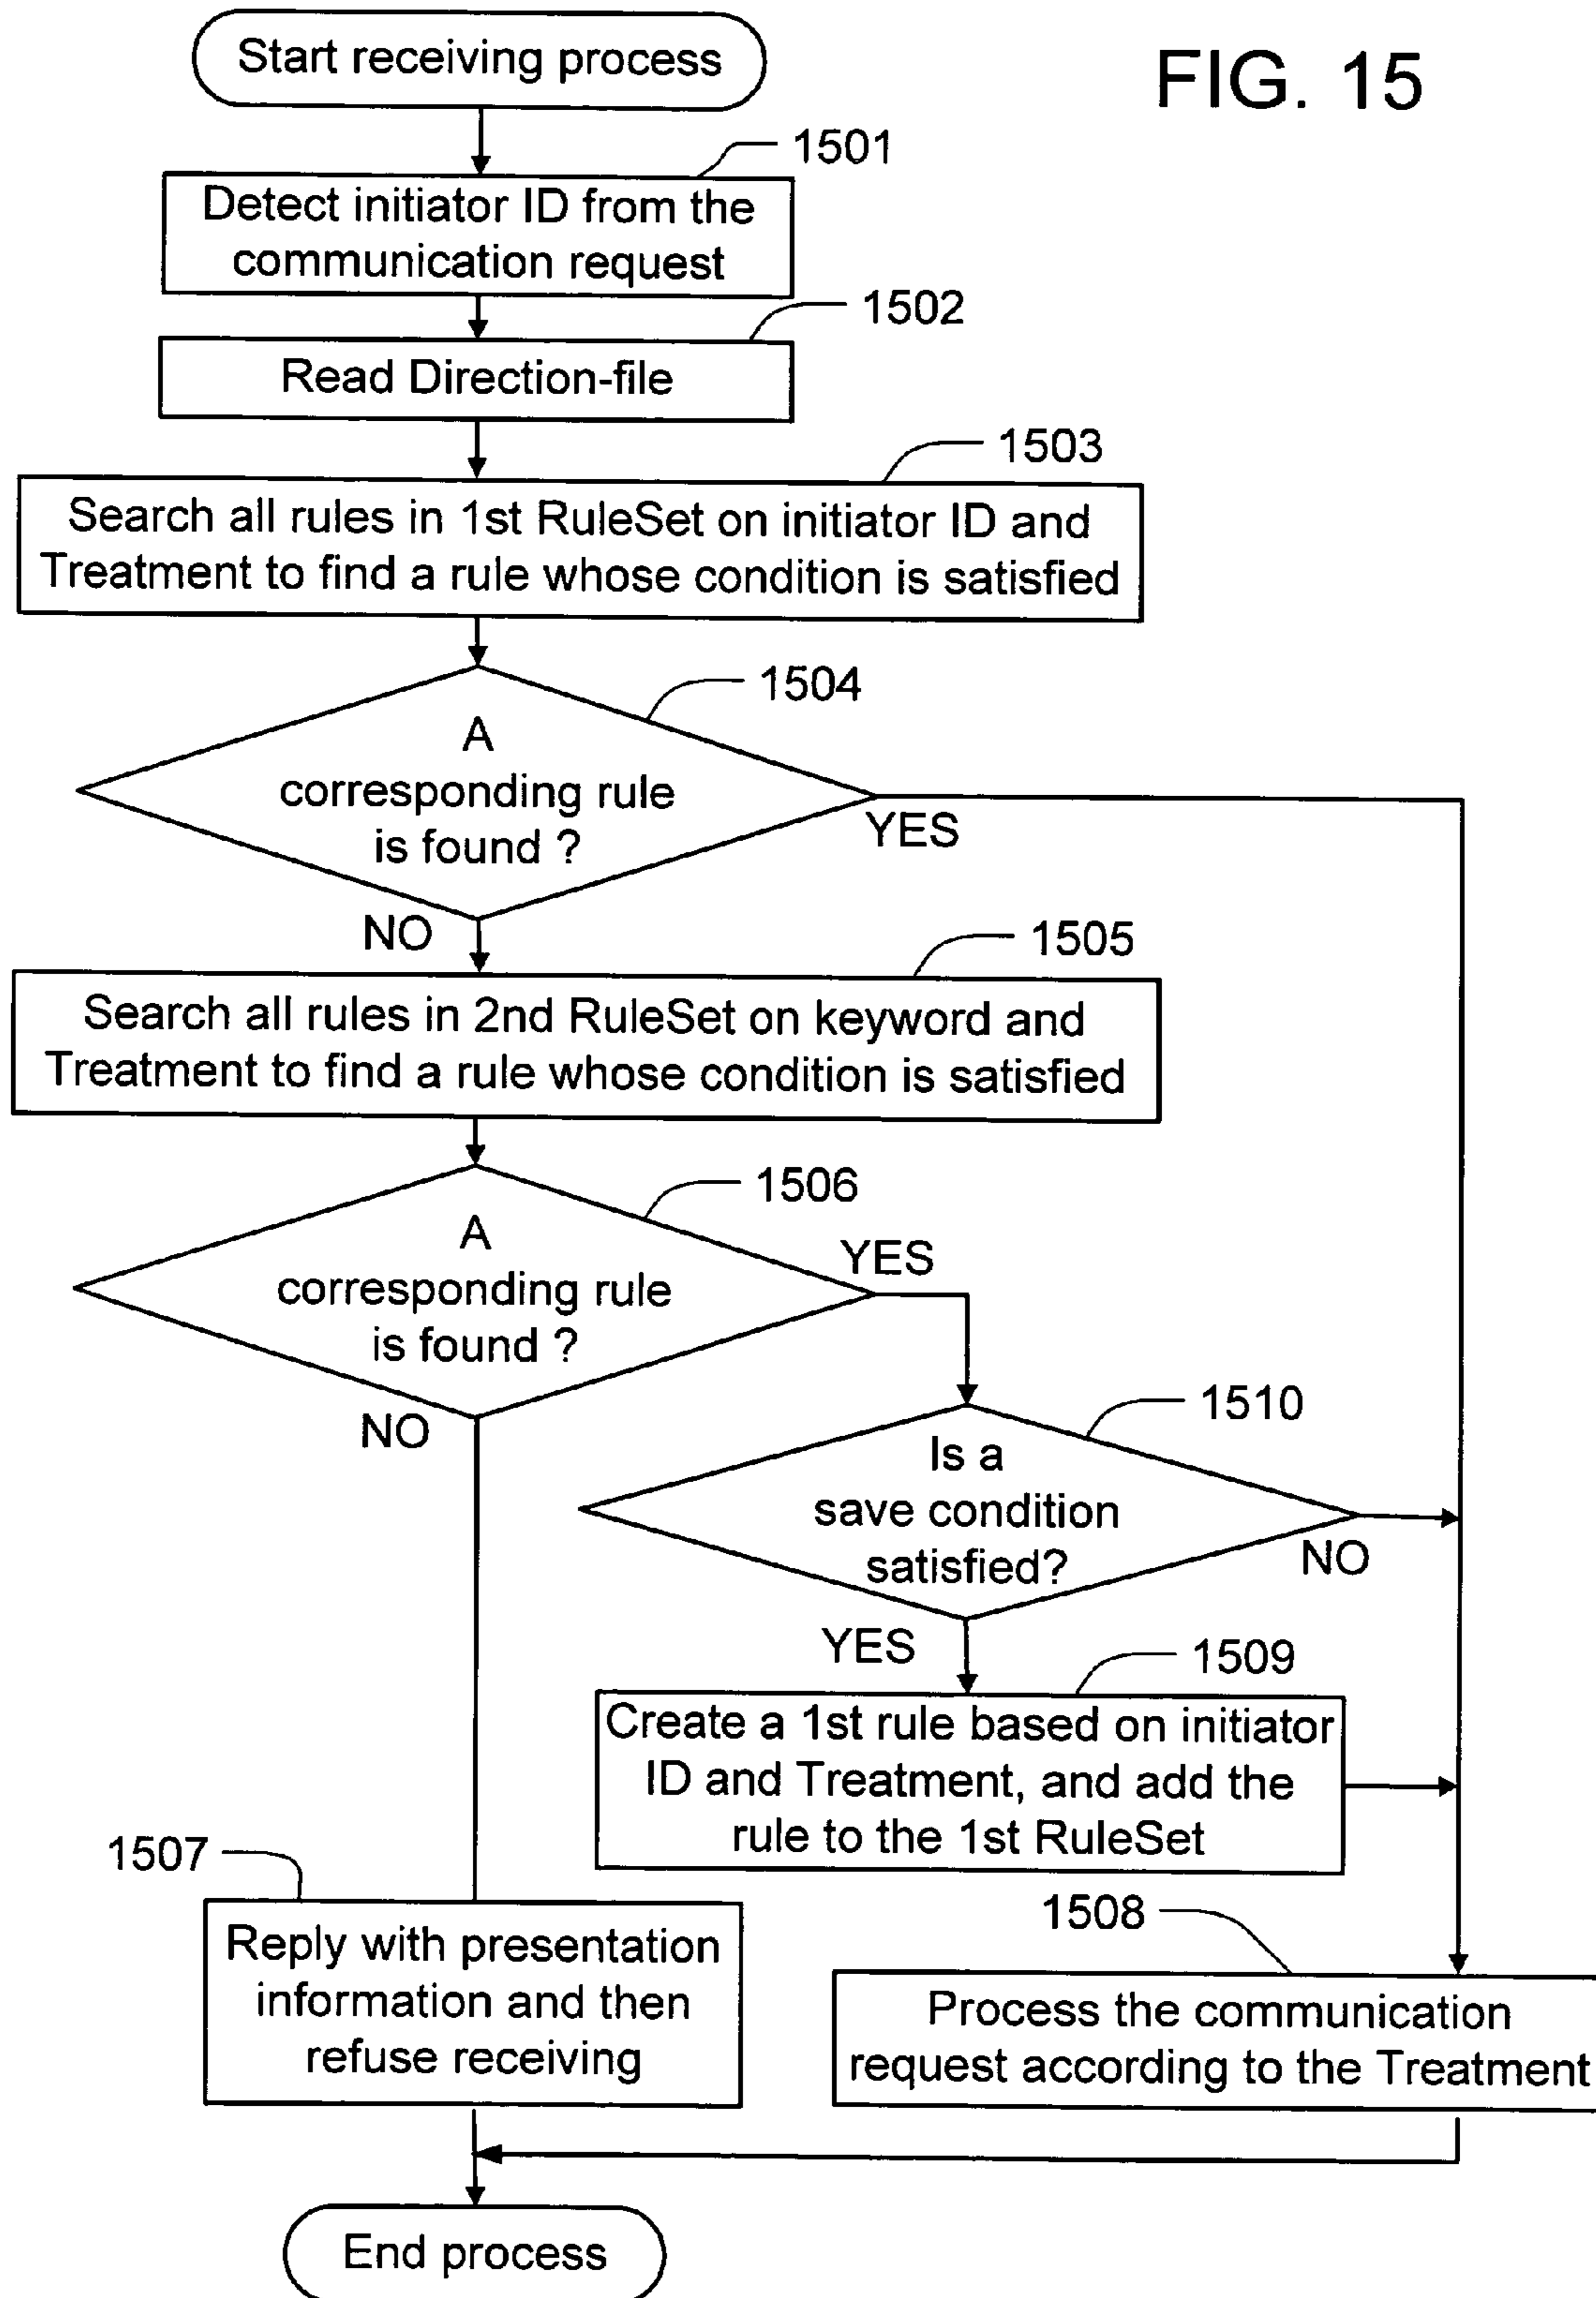 FIG. 15
Start receiving process
1501
Detect initiator ID from the
communication request
1502
Read Direction-file
1503
Search all rules in 1st RuleSet on initiator ID and
Treatment to find a rule whose condition is satisfied
1504
A
corresponding rule
is found ?
YES
NO
1505
Search all rules in 2nd RuleSet on keyword and
Treatment to find a rule whose condition is satisfied
1506
A
corresponding rule
is found ?
YES
NO
1510
Is a
save condition
satisfied?
NO
YES
1509
Create a 1st rule based on initiator
ID and Treatment, and add the
rule to the 1st RuleSet
1507
Reply with presentation
information and then
refuse receiving
1508
Process the communication
request according to the Treatment
End process